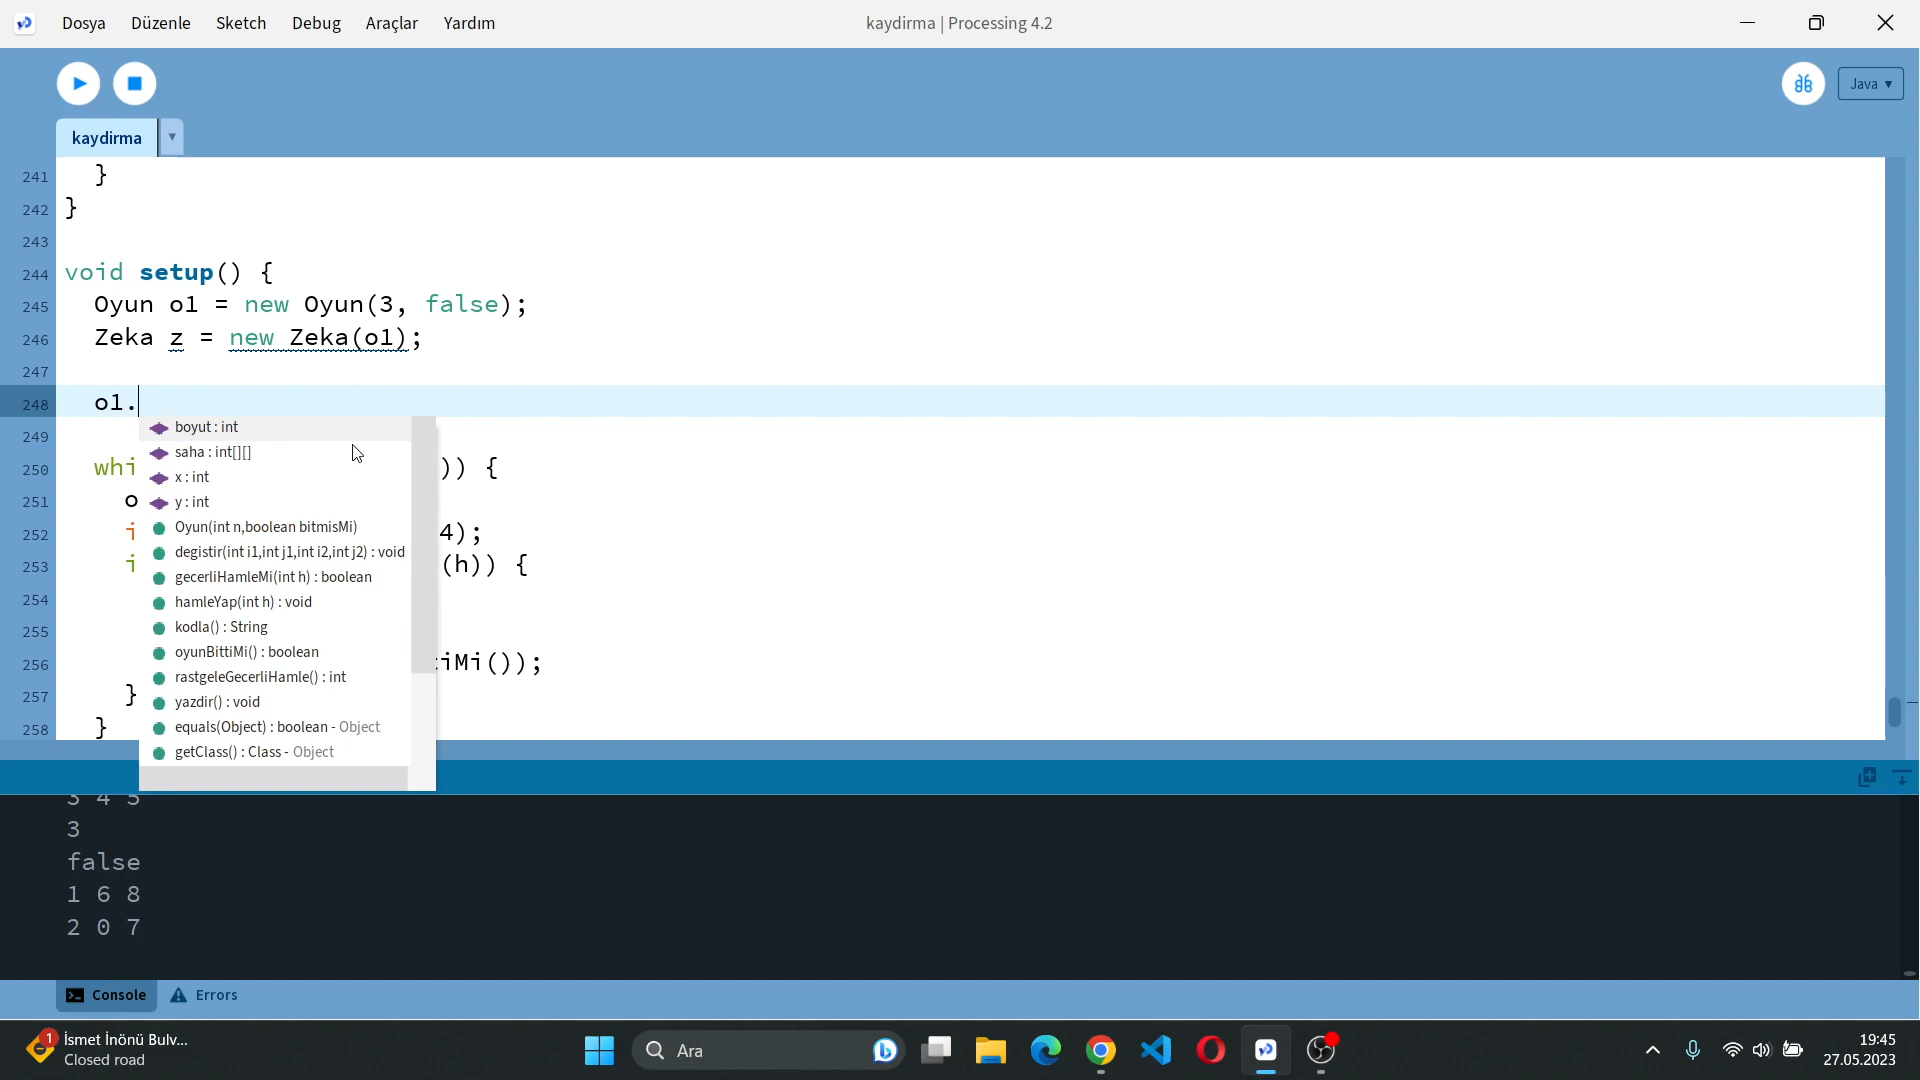 Dosya Düzenle Sketch Debug Araçlar Yardım kaydirma | Processing 4.2
Java ▾
kaydirma ▾
241 }
242 }
243
244 void setup() {
245 Oyun o1 = new Oyun(3, false);
246 Zeka z = new Zeka(o1);
247
248 o1.
boyut : int
249
saha : int[][]
250 whi )) {
x : int
251 o
y : int
252 i 4);
Oyun(int n,boolean bitmisMi)
degistir(int i1,int j1,int i2,int j2) : void
253 i (h)) {
gecerliHamleMi(int h) : boolean
254
hamleYap(int h) : void
255
kodla() : String
256 iMi());
oyunBittiMi() : boolean
rastgeleGecerliHamle() : int
257 }
yazdir() : void
258 }
equals(Object) : boolean - Object
getClass() : Class - Object
3 4 5
3
false
1 6 8
2 0 7
Console Errors
1 İsmet İnönü Bulv...
Closed road
Ara
19:45
27.05.2023